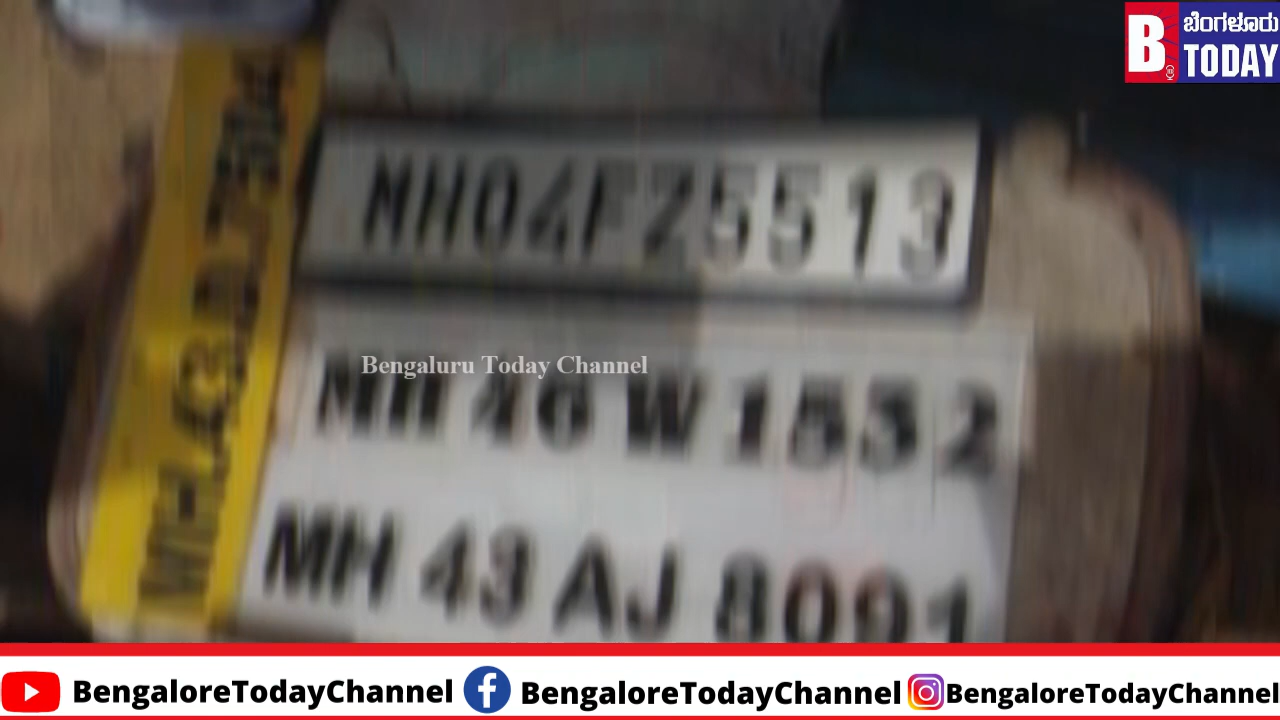 ಬೆಂಗಳೂರು
B TODAY
MH04FZ5513
Bengaluru Today Channel
MH 46 W 1552
MH 43 AJ 8091
BengaloreTodayChannel BengaloreTodayChannel BengaloreTodayChannel